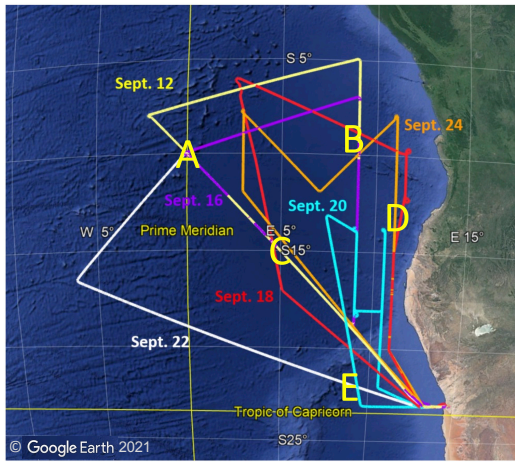 S 5°
Sept. 12
B
Sept. 24
A
Sept. 16
Sept. 20
D
W 5°
Prime Meridian
E 5°
E 15°
C
S15°
Sept. 18
Sept. 22
E
Tropic of Capricorn
© Google Earth 2021
S25°